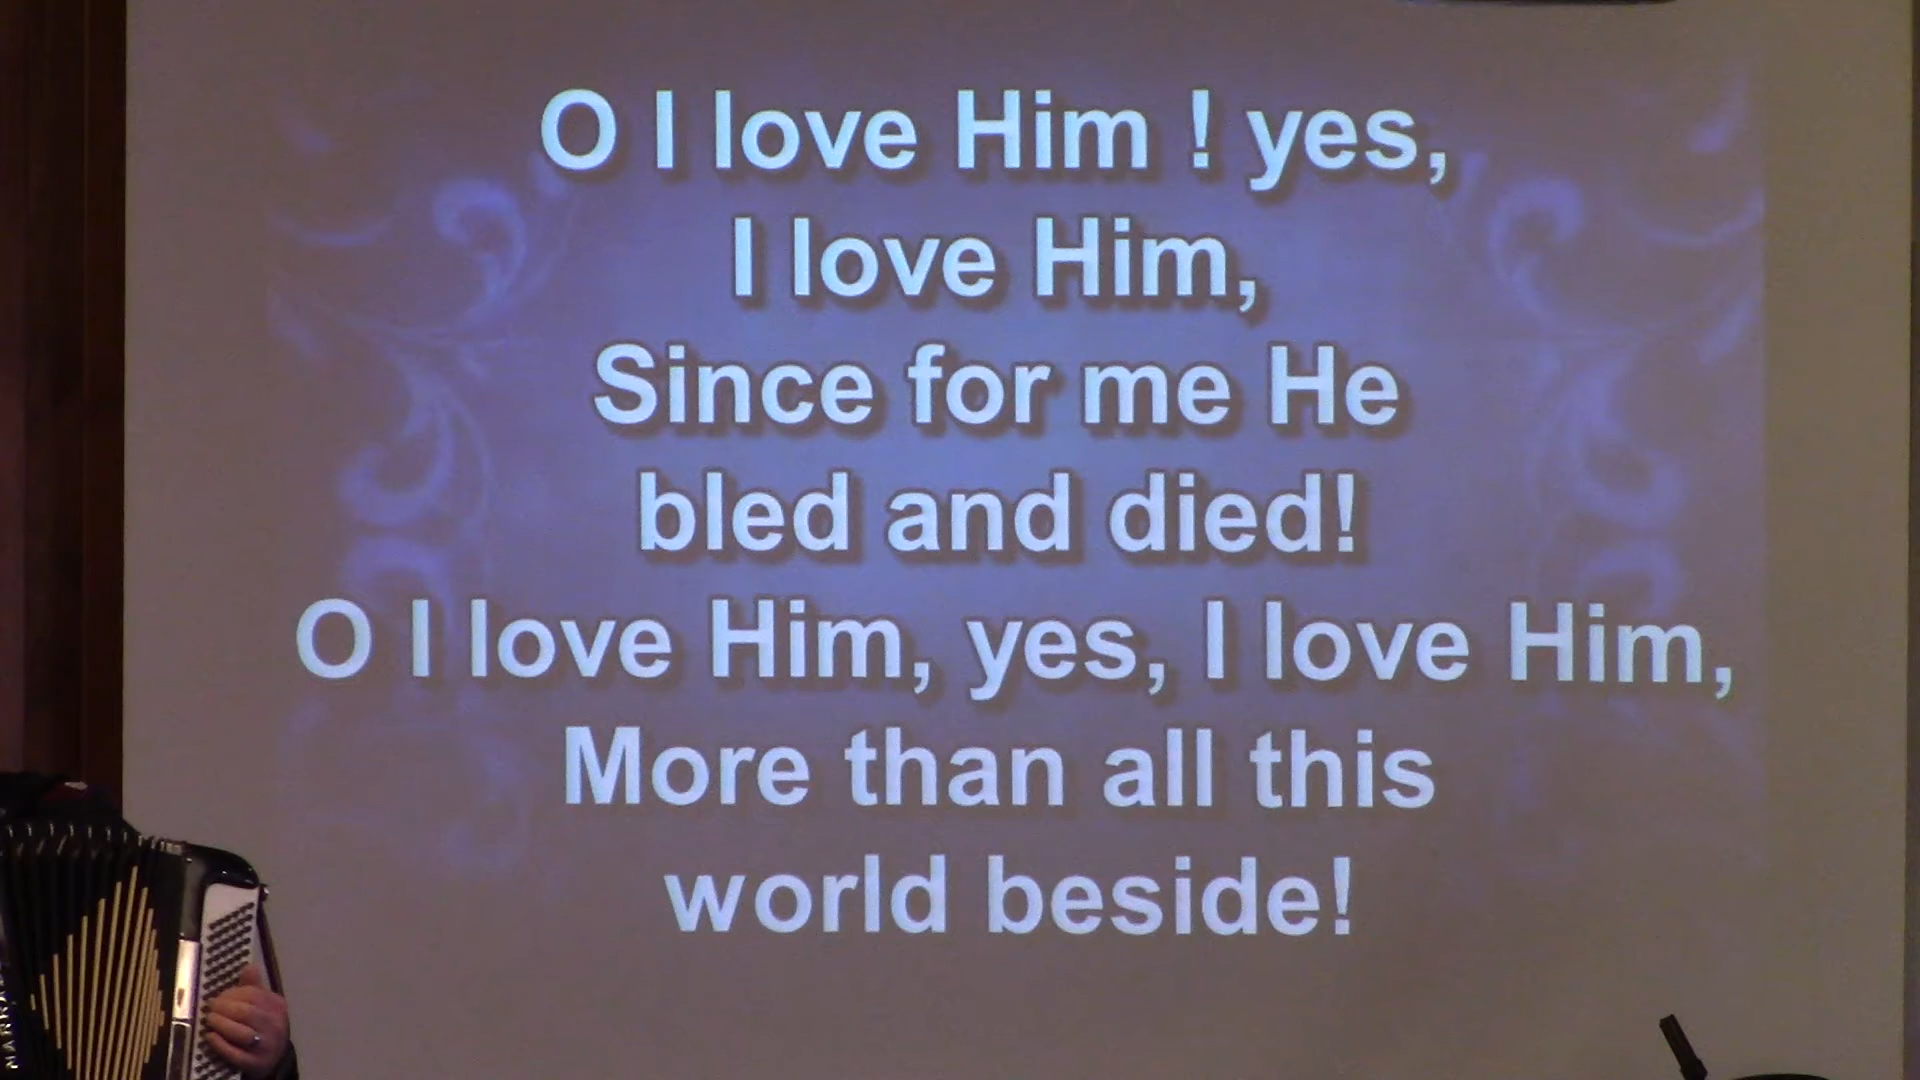 O I love Him ! yes,
I love Him,
Since for me He
bled and died!
O I love Him, yes, I love Him,
More than all this
world beside!